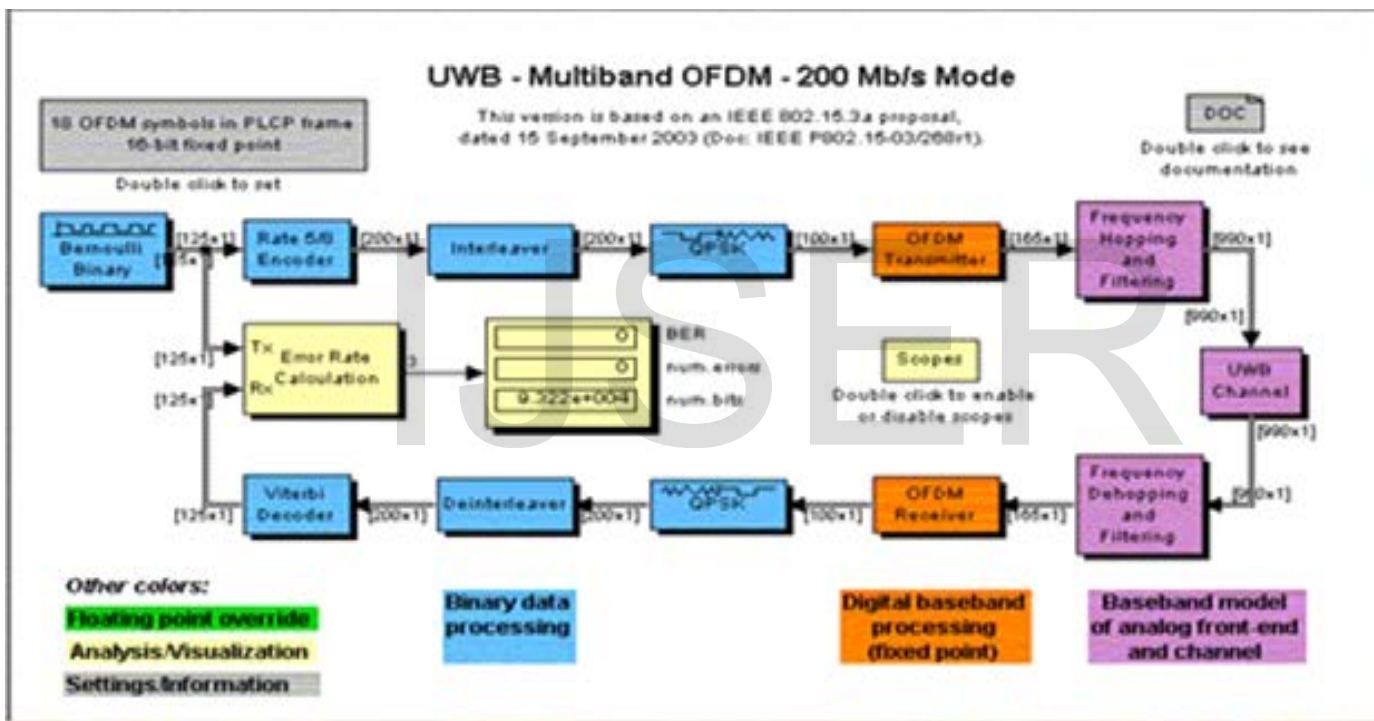 UWB - Multiband OFDM - 200 Mb/s Mode
This version is based on an IEEE 802.15.3a proposal,
dated 15 September 2003 (Doc: IEEE P802.15-03/268r1).
18 OFDM symbols in PLCP frame
16-bit fixed point
Double click to set
DOC
Double click to see
documentation
Bernoulli
Binary
[125x1]
[125x1]
Rate 5/8
Encoder
[200x1]
Interleaver
[200x1]
QPSK
[100x1]
OFDM
Transmitter
[165x1]
Frequency
Hopping
and
Filtering
[990x1]
[990x1]
UWB
Channel
[990x1]
[125x1]
Tx
Rx
Error Rate
Calculation
3
0
BER
0
num.errors
9.322e+004
num.bits
Scopes
Double click to enable
or disable scopes
IJSER
Viterbi
Decoder
[125x1]
[200x1]
Deinterleaver
[200x1]
QPSK
[100x1]
OFDM
Receiver
[165x1]
Frequency
Dehopping
and
Filtering
Other colors:
Floating point override
Analysis/Visualization
Settings/Information
Binary data
processing
Digital baseband
processing
(fixed point)
Baseband model
of analog front-end
and channel